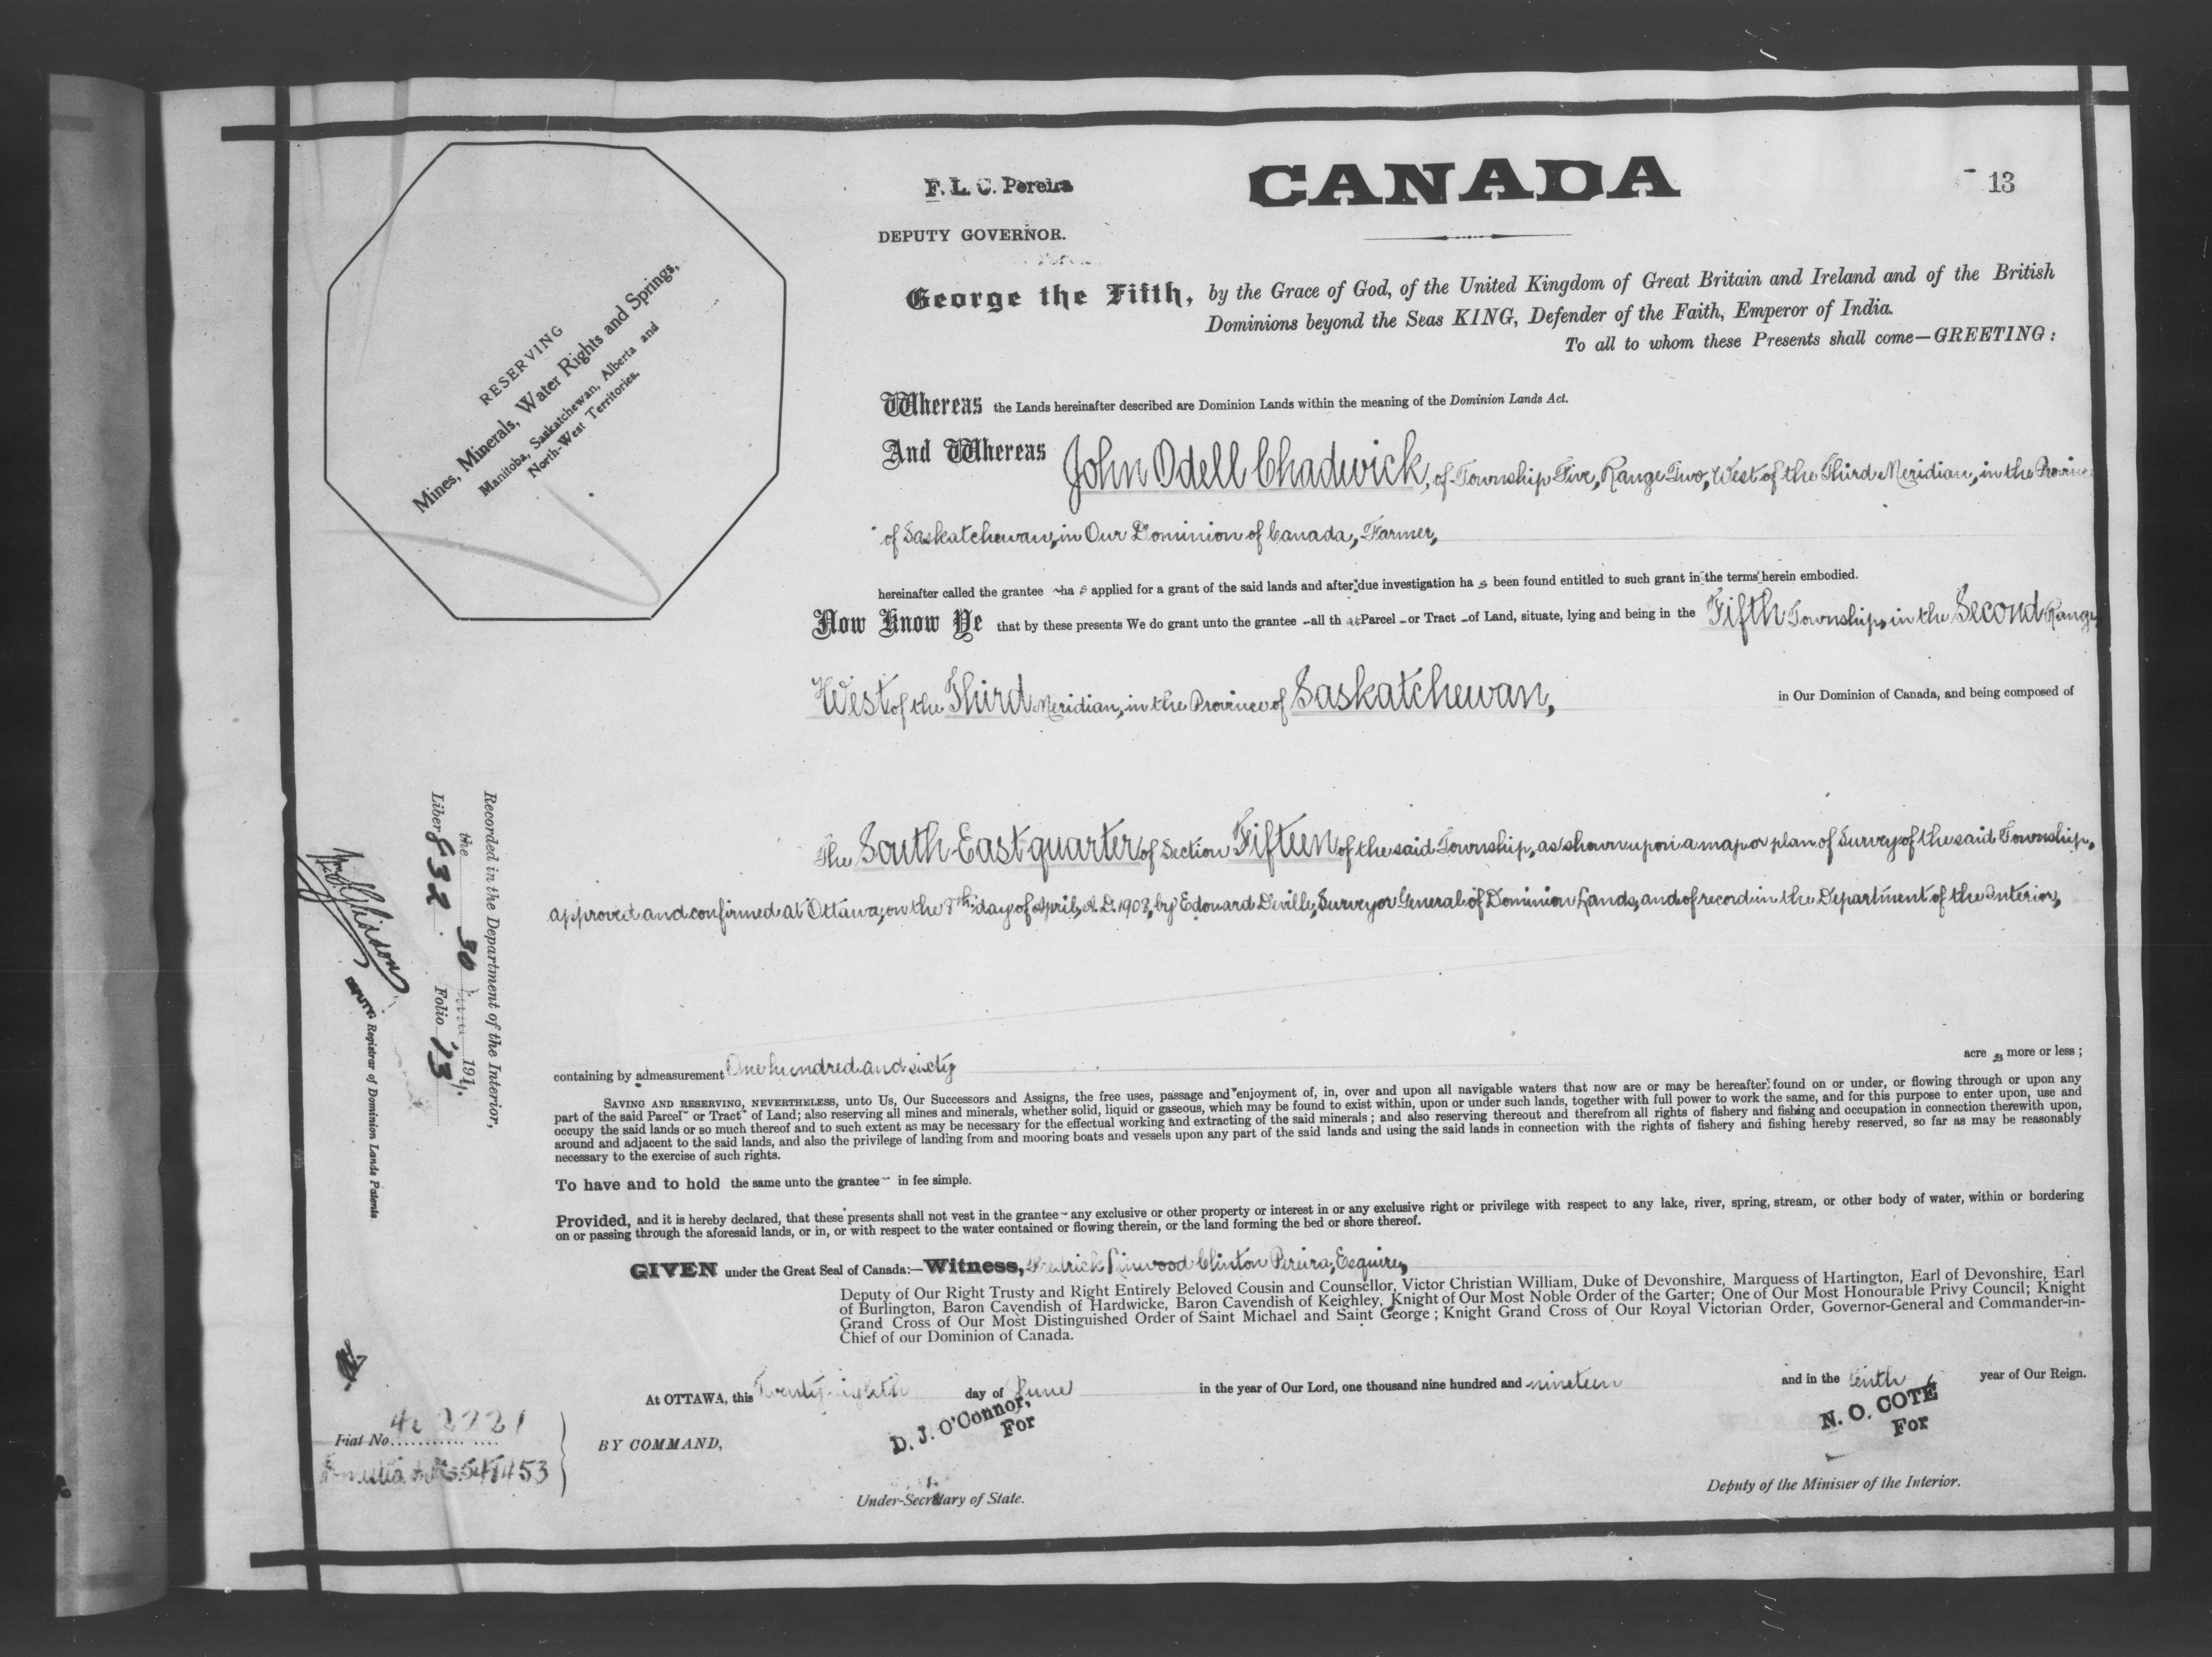 F. L. C. Pereira
CANADA
13
DEPUTY GOVERNOR.
George the Fifth, by the Grace of God, of the United Kingdom of Great Britain and Ireland and of the British
Dominions beyond the Seas KING, Defender of the Faith, Emperor of India.
To all to whom these Presents shall come—GREETING:
RESERVING
Mines, Minerals, Water Rights and Springs,
Manitoba, Saskatchewan, Alberta and
North-West Territories.
Whereas the Lands hereinafter described are Dominion Lands within the meaning of the Dominion Lands Act.
And Whereas John Odell Chadwick, of Township Five, Range Two, West of the Third Meridian, in the Province
of Saskatchewan, in Our Dominion of Canada, Farmer,
hereinafter called the grantee ha s applied for a grant of the said lands and after due investigation ha s been found entitled to such grant in the terms herein embodied.
Now Know Ye that by these presents We do grant unto the grantee all th at Parcel or Tract of Land, situate, lying and being in the Fifth Township, in the Second Range
West of the Third Meridian, in the Province of Saskatchewan, in Our Dominion of Canada, and being composed of
The South-East quarter of Section Fifteen of the said Township, as shown upon a map or plan of Survey of the said Township,
approved and confirmed at Ottawa, on the 8th day of April, A.D. 1908, by Edouard Deville, Surveyor General of Dominion Lands, and of record in the Department of the Interior,
containing by admeasurement One hundred and sixty acre s more or less;
SAVING AND RESERVING, NEVERTHELESS, unto Us, Our Successors and Assigns, the free uses, passage and enjoyment of, in, over and upon all navigable waters that now are or may be hereafter found on or under, or flowing through or upon any
part of the said Parcel or Tract of Land; also reserving all mines and minerals, whether solid, liquid or gaseous, which may be found to exist within, upon or under such lands, together with full power to work the same, and for this purpose to enter upon, use and
occupy the said lands or so much thereof and to such extent as may be necessary for the effectual working and extracting of the said minerals; and also reserving thereout and therefrom all rights of fishery and fishing and occupation in connection therewith upon,
around and adjacent to the said lands, and also the privilege of landing from and mooring boats and vessels upon any part of the said lands and using the said lands in connection with the rights of fishery and fishing hereby reserved, so far as may be reasonably
necessary to the exercise of such rights.
To have and to hold the same unto the grantee in fee simple.
Provided, and it is hereby declared, that these presents shall not vest in the grantee any exclusive or other property or interest in or any exclusive right or privilege with respect to any lake, river, spring, stream, or other body of water, within or bordering
on or passing through the aforesaid lands, or in, or with respect to the water contained or flowing therein, or the land forming the bed or shore thereof.
GIVEN under the Great Seal of Canada:—Witness, Fredrick Linwood Clinton Pereira, Esquire,
Deputy of Our Right Trusty and Right Entirely Beloved Cousin and Counsellor, Victor Christian William, Duke of Devonshire, Marquess of Hartington, Earl of Devonshire, Earl
of Burlington, Baron Cavendish of Hardwicke, Baron Cavendish of Keighley, Knight of Our Most Noble Order of the Garter; One of Our Most Honourable Privy Council; Knight
Grand Cross of Our Most Distinguished Order of Saint Michael and Saint George; Knight Grand Cross of Our Royal Victorian Order, Governor-General and Commander-in-
Chief of our Dominion of Canada.
At OTTAWA, this Twenty-eighth day of June in the year of Our Lord, one thousand nine hundred and nineteen and in the tenth year of Our Reign.
D. J. O'Connor,
For
N. O. COTE
For
BY COMMAND,
Under-Secretary of State.
Deputy of the Minister of the Interior.
Recorded in the Department of the Interior,
the 30 June 191
Liber 832. Folio 13
DEPUTY Registrar of Dominion Lands Patents
Fiat No.